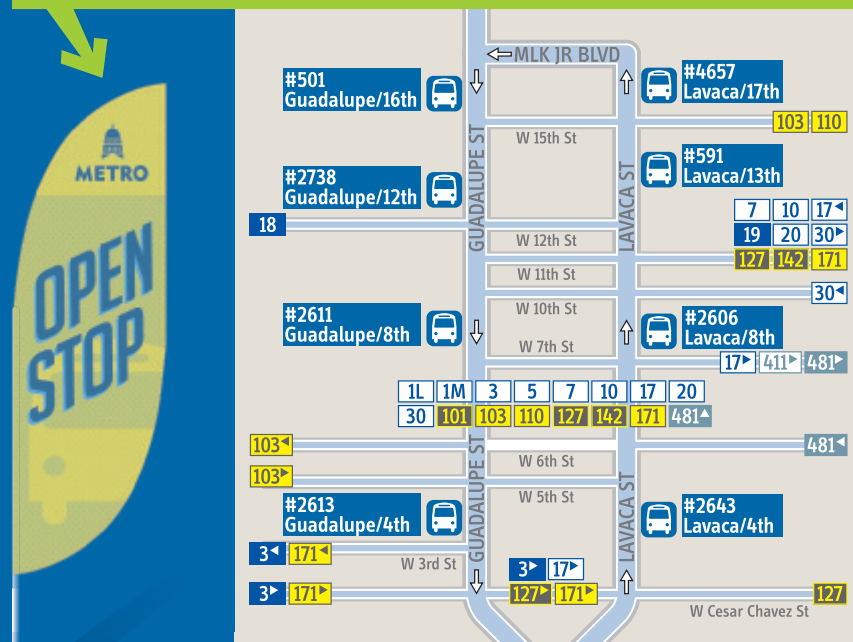 METRO
OPEN
STOP
MLK JR BLVD
#501
Guadalupe/16th
#4657
Lavaca/17th
103 110
W 15th St
GUADALUPE ST
LAVACA ST
#2738
Guadalupe/12th
#591
Lavaca/13th
7 10 17◄
19 20 30►
127 142 171
18
W 12th St
W 11th St
30◄
W 10th St
#2611
Guadalupe/8th
#2606
Lavaca/8th
W 7th St
17► 411► 481►
1L 1M 3 5 7 10 17 20
30 101 103 110 127 142 171 481▲
103◄
481◄
W 6th St
103►
W 5th St
GUADALUPE ST
LAVACA ST
#2613
Guadalupe/4th
#2643
Lavaca/4th
3◄ 171◄
W 3rd St
3► 17►
3► 171►
127► 171►
127
W Cesar Chavez St